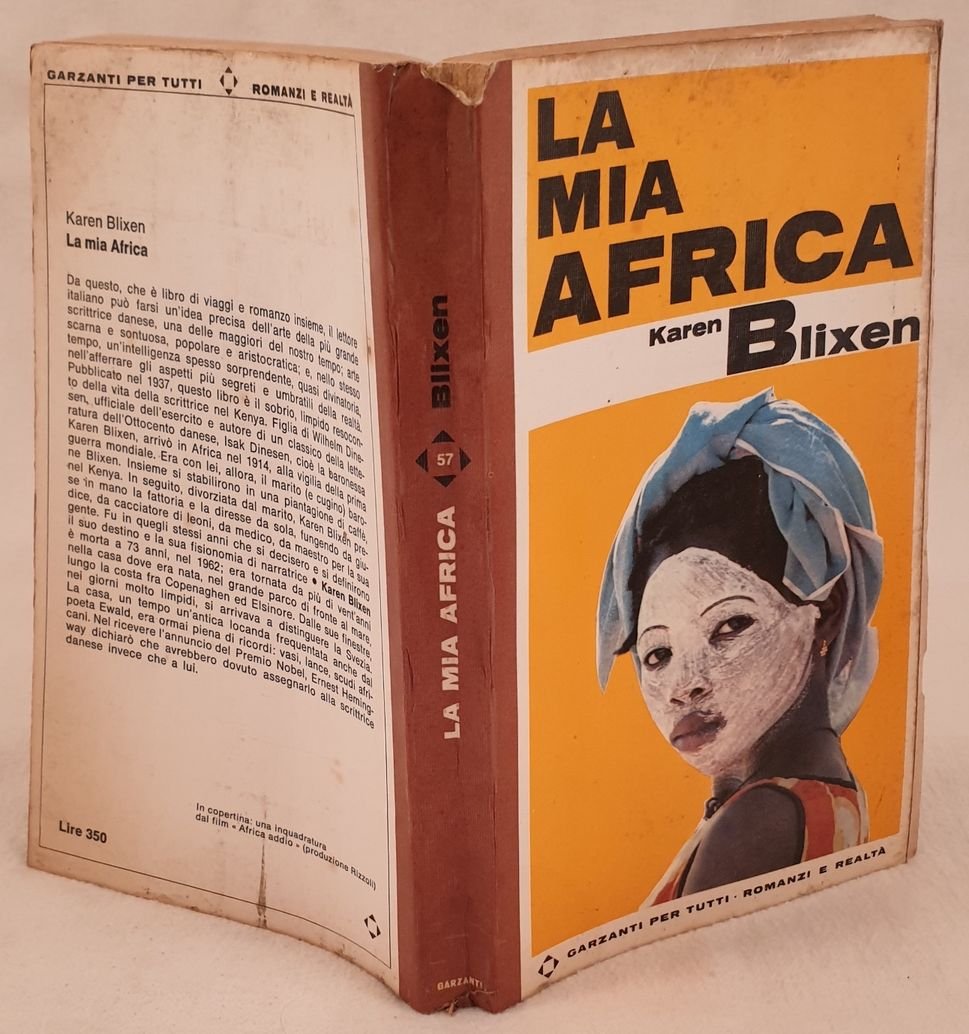 GARZANTI PER TUTTI ROMANZI E REALTÀ
Karen Blixen
La mia Africa
Da questo, che è libro di viaggi e romanzo insieme, il lettore
italiano può farsi un'idea precisa dell'arte della più grande
scrittrice danese, una delle maggiori del nostro tempo; arte
scarna e sontuosa, popolare e aristocratica; e, nello stesso
tempo, un'intelligenza spesso sorprendente, quasi divinatoria,
nell'afferrare gli aspetti più segreti e umbratili della realtà.
Pubblicato nel 1937, questo libro è il sobrio, limpido resocon-
to della vita della scrittrice nel Kenya. Figlia di Wilhelm Dine-
sen, ufficiale dell'esercito e autore di un classico della lette-
ratura dell'Ottocento danese, Isak Dinesen, cioè la baronessa
Karen Blixen, arrivò in Africa nel 1914, alla vigilia della prima
guerra mondiale. Era con lei, allora, il marito (e cugino) baro-
ne Blixen. Insieme si stabilirono in una piantagione di caffè,
nel Kenya. In seguito, divorziata dal marito, Karen Blixen pre-
se in mano la fattoria e la diresse da sola, fungendo da giu-
dice, da cacciatore di leoni, da medico, da maestro per la sua
gente. Fu in quegli stessi anni che si decisero e si definirono
il suo destino e la sua fisionomia di narratrice • Karen Blixen
è morta a 73 anni, nel 1962; era tornata da più di vent'anni
nella casa dove era nata, nel grande parco di fronte al mare,
lungo la costa fra Copenaghen ed Elsinore. Dalle sue finestre,
nei giorni molto limpidi, si arrivava a distinguere la Svezia.
La casa, un tempo un'antica locanda frequentata anche dal
poeta Ewald, era ormai piena di ricordi: vasi, lance, scudi afri-
cani. Nel ricevere l'annuncio del Premio Nobel, Ernest Heming-
way dichiarò che avrebbero dovuto assegnarlo alla scrittrice
danese invece che a lui.
In copertina: una inquadratura
dal film « Africa addio » (produzione Rizzoli)
Lire 350
LA MIA AFRICA 57 Blixen
GARZANTI
LA
MIA
AFRICA
Karen Blixen
GARZANTI PER TUTTI · ROMANZI E REALTÀ